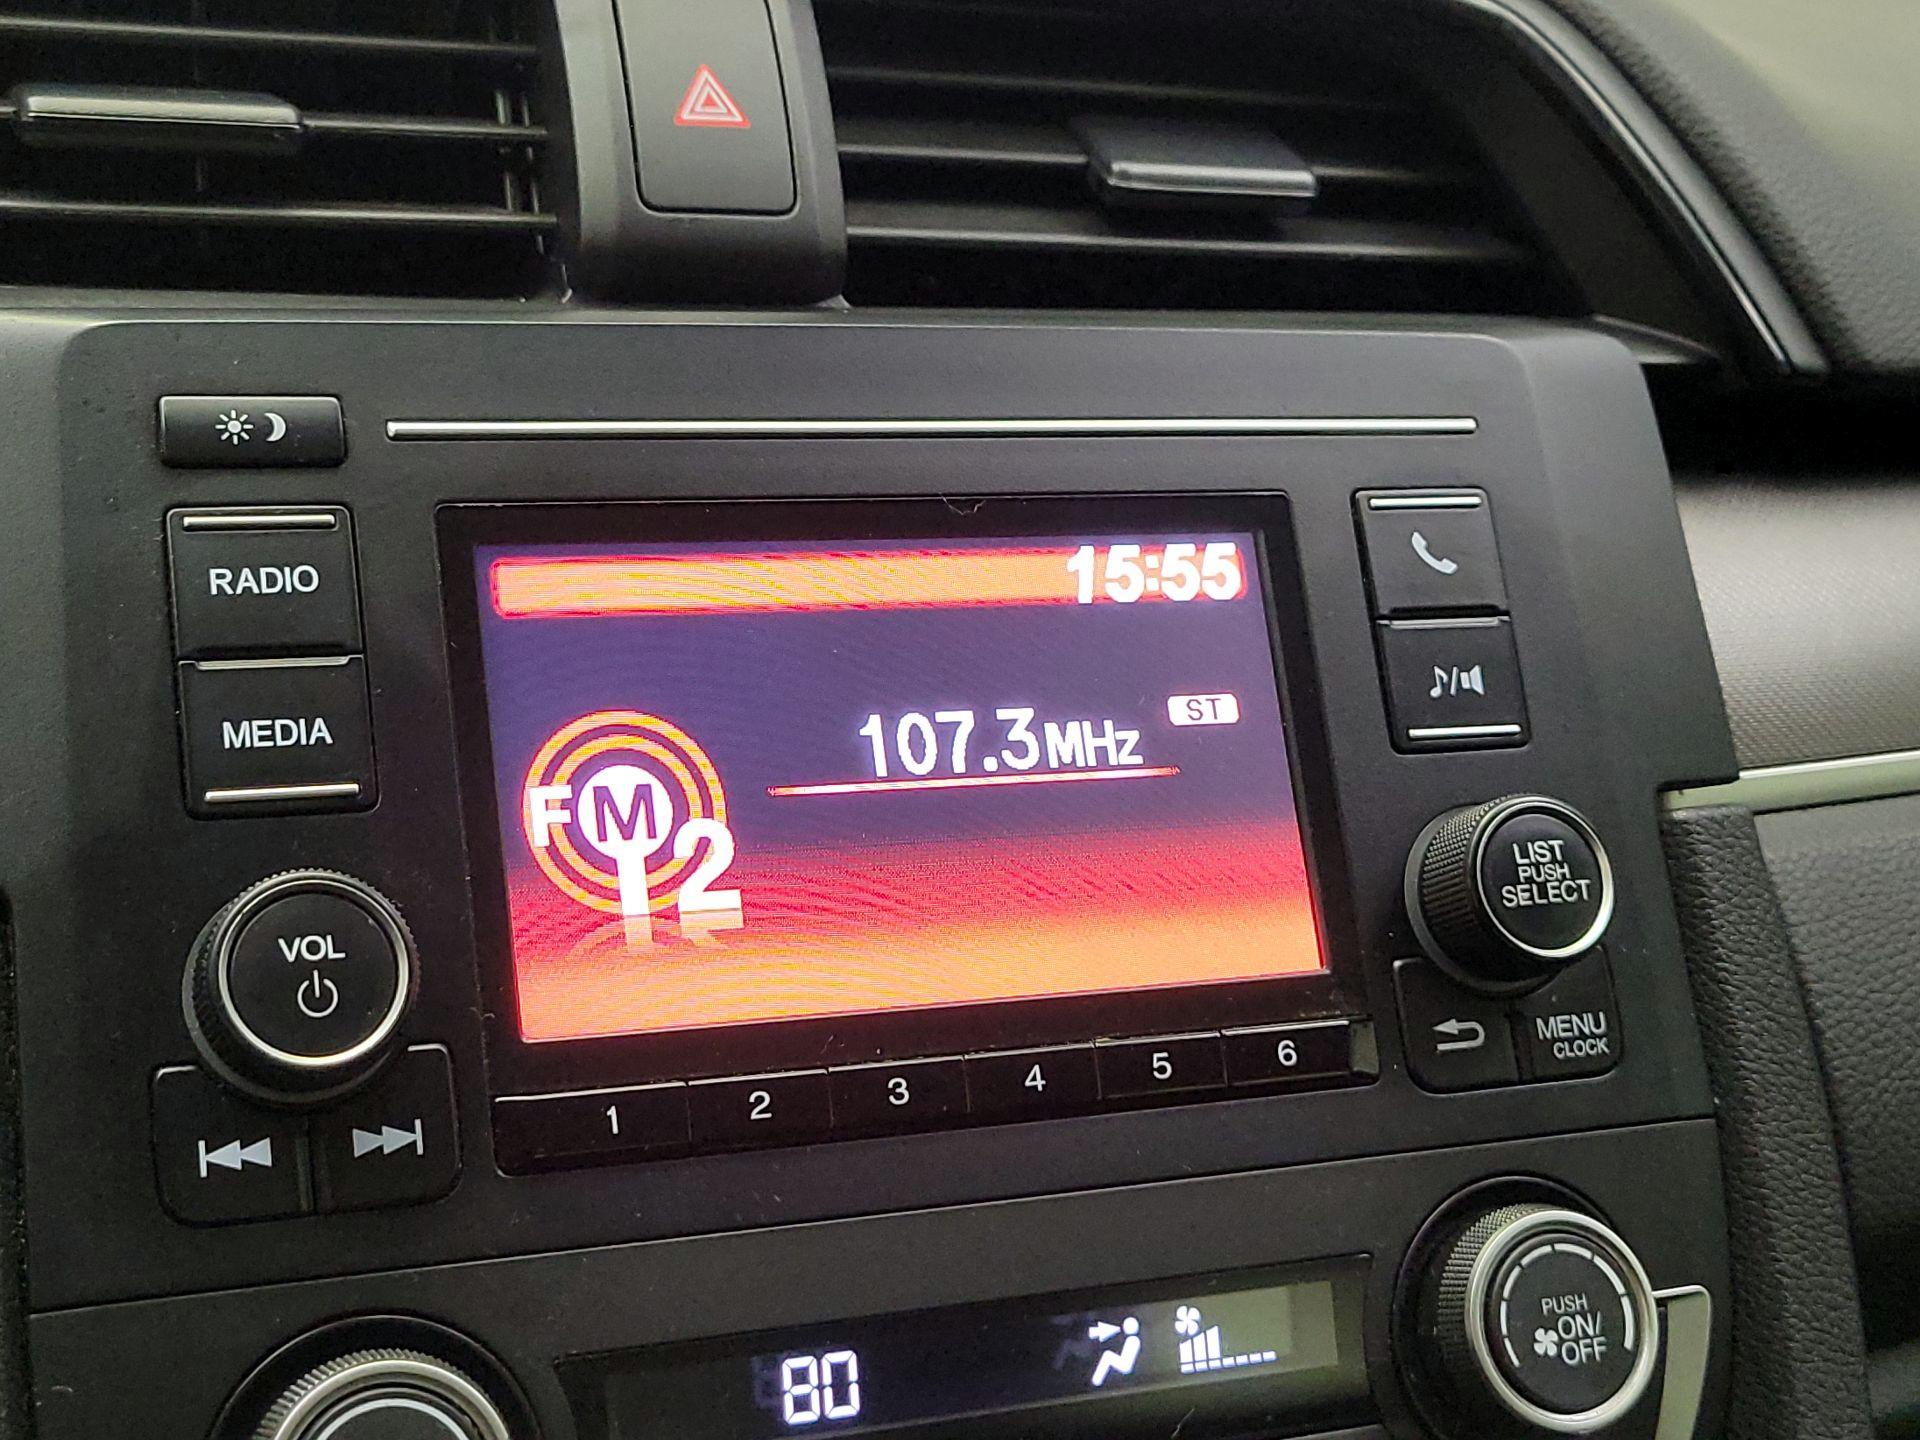 15:55
RADIO
MEDIA
107.3MHz
ST
FM
2
VOL
LIST
PUSH
SELECT
MENU
CLOCK
1 2 3 4 5 6
80
PUSH
ON/
OFF